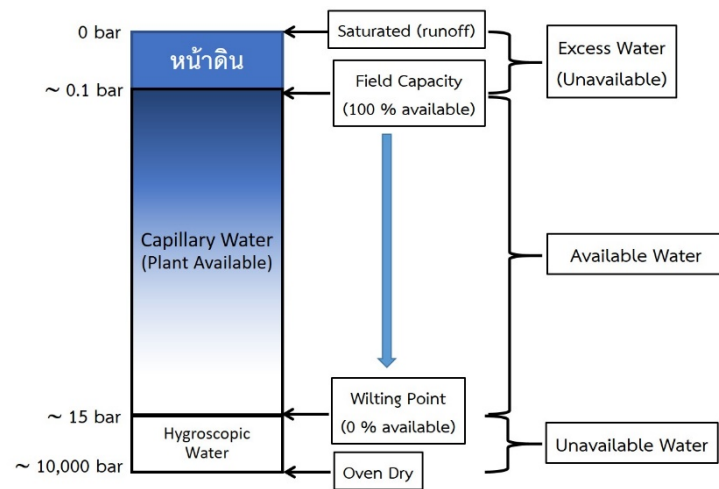 0 bar
Saturated (runoff)
หน้าดิน
Excess Water
(Unavailable)
~ 0.1 bar
Field Capacity
(100 % available)
Capillary Water
(Plant Available)
Available Water
Wilting Point
(0 % available)
~ 15 bar
Hygroscopic
Water
Unavailable Water
~ 10,000 bar
Oven Dry